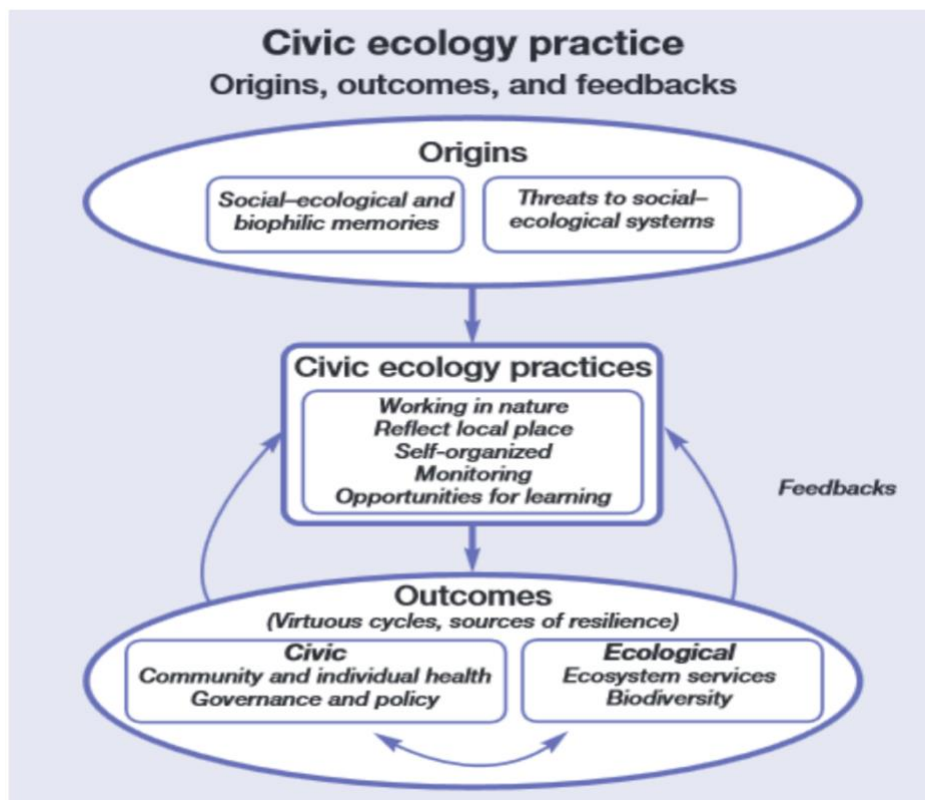 Civic ecology practice
Origins, outcomes, and feedbacks
Origins
Social–ecological and
biophilic memories
Threats to social–
ecological systems
Civic ecology practices
Working in nature
Reflect local place
Self-organized
Monitoring
Opportunities for learning
Feedbacks
Outcomes
(Virtuous cycles, sources of resilience)
Civic
Community and individual health
Governance and policy
Ecological
Ecosystem services
Biodiversity